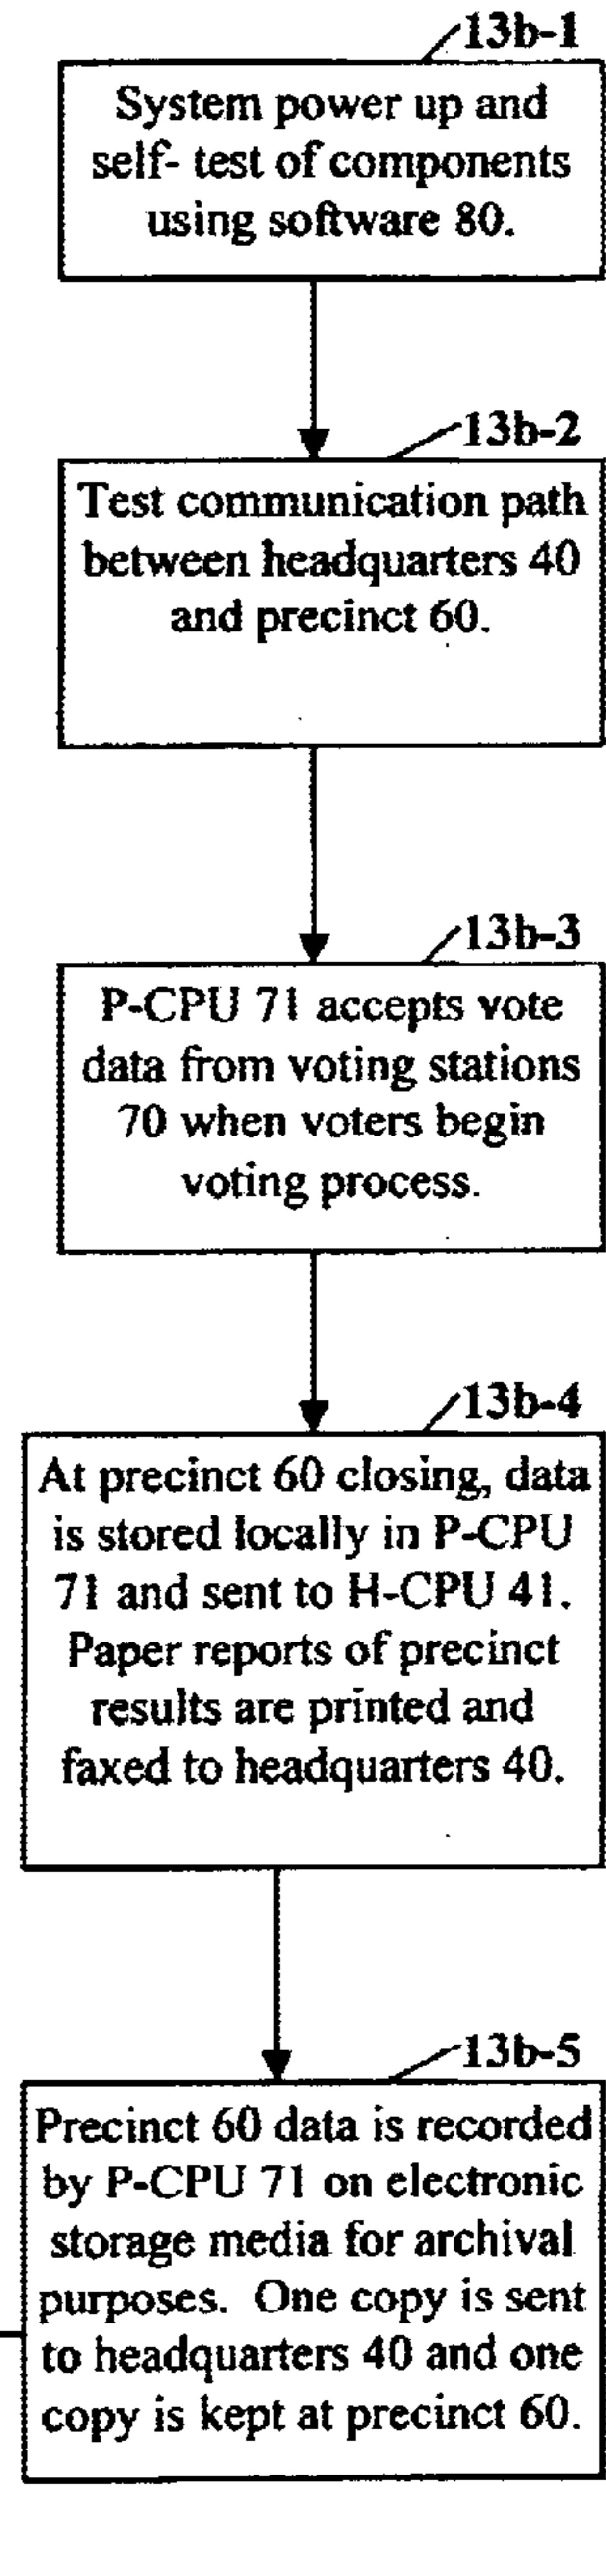 13b-1
System power up and
self- test of components
using software 80.
13b-2
Test communication path
between headquarters 40
and precinct 60.
13b-3
P-CPU 71 accepts vote
data from voting stations
70 when voters begin
voting process.
13b-4
At precinct 60 closing, data
is stored locally in P-CPU
71 and sent to H-CPU 41.
Paper reports of precinct
results are printed and
faxed to headquarters 40.
13b-5
Precinct 60 data is recorded
by P-CPU 71 on electronic
storage media for archival
purposes. One copy is sent
to headquarters 40 and one
copy is kept at precinct 60.